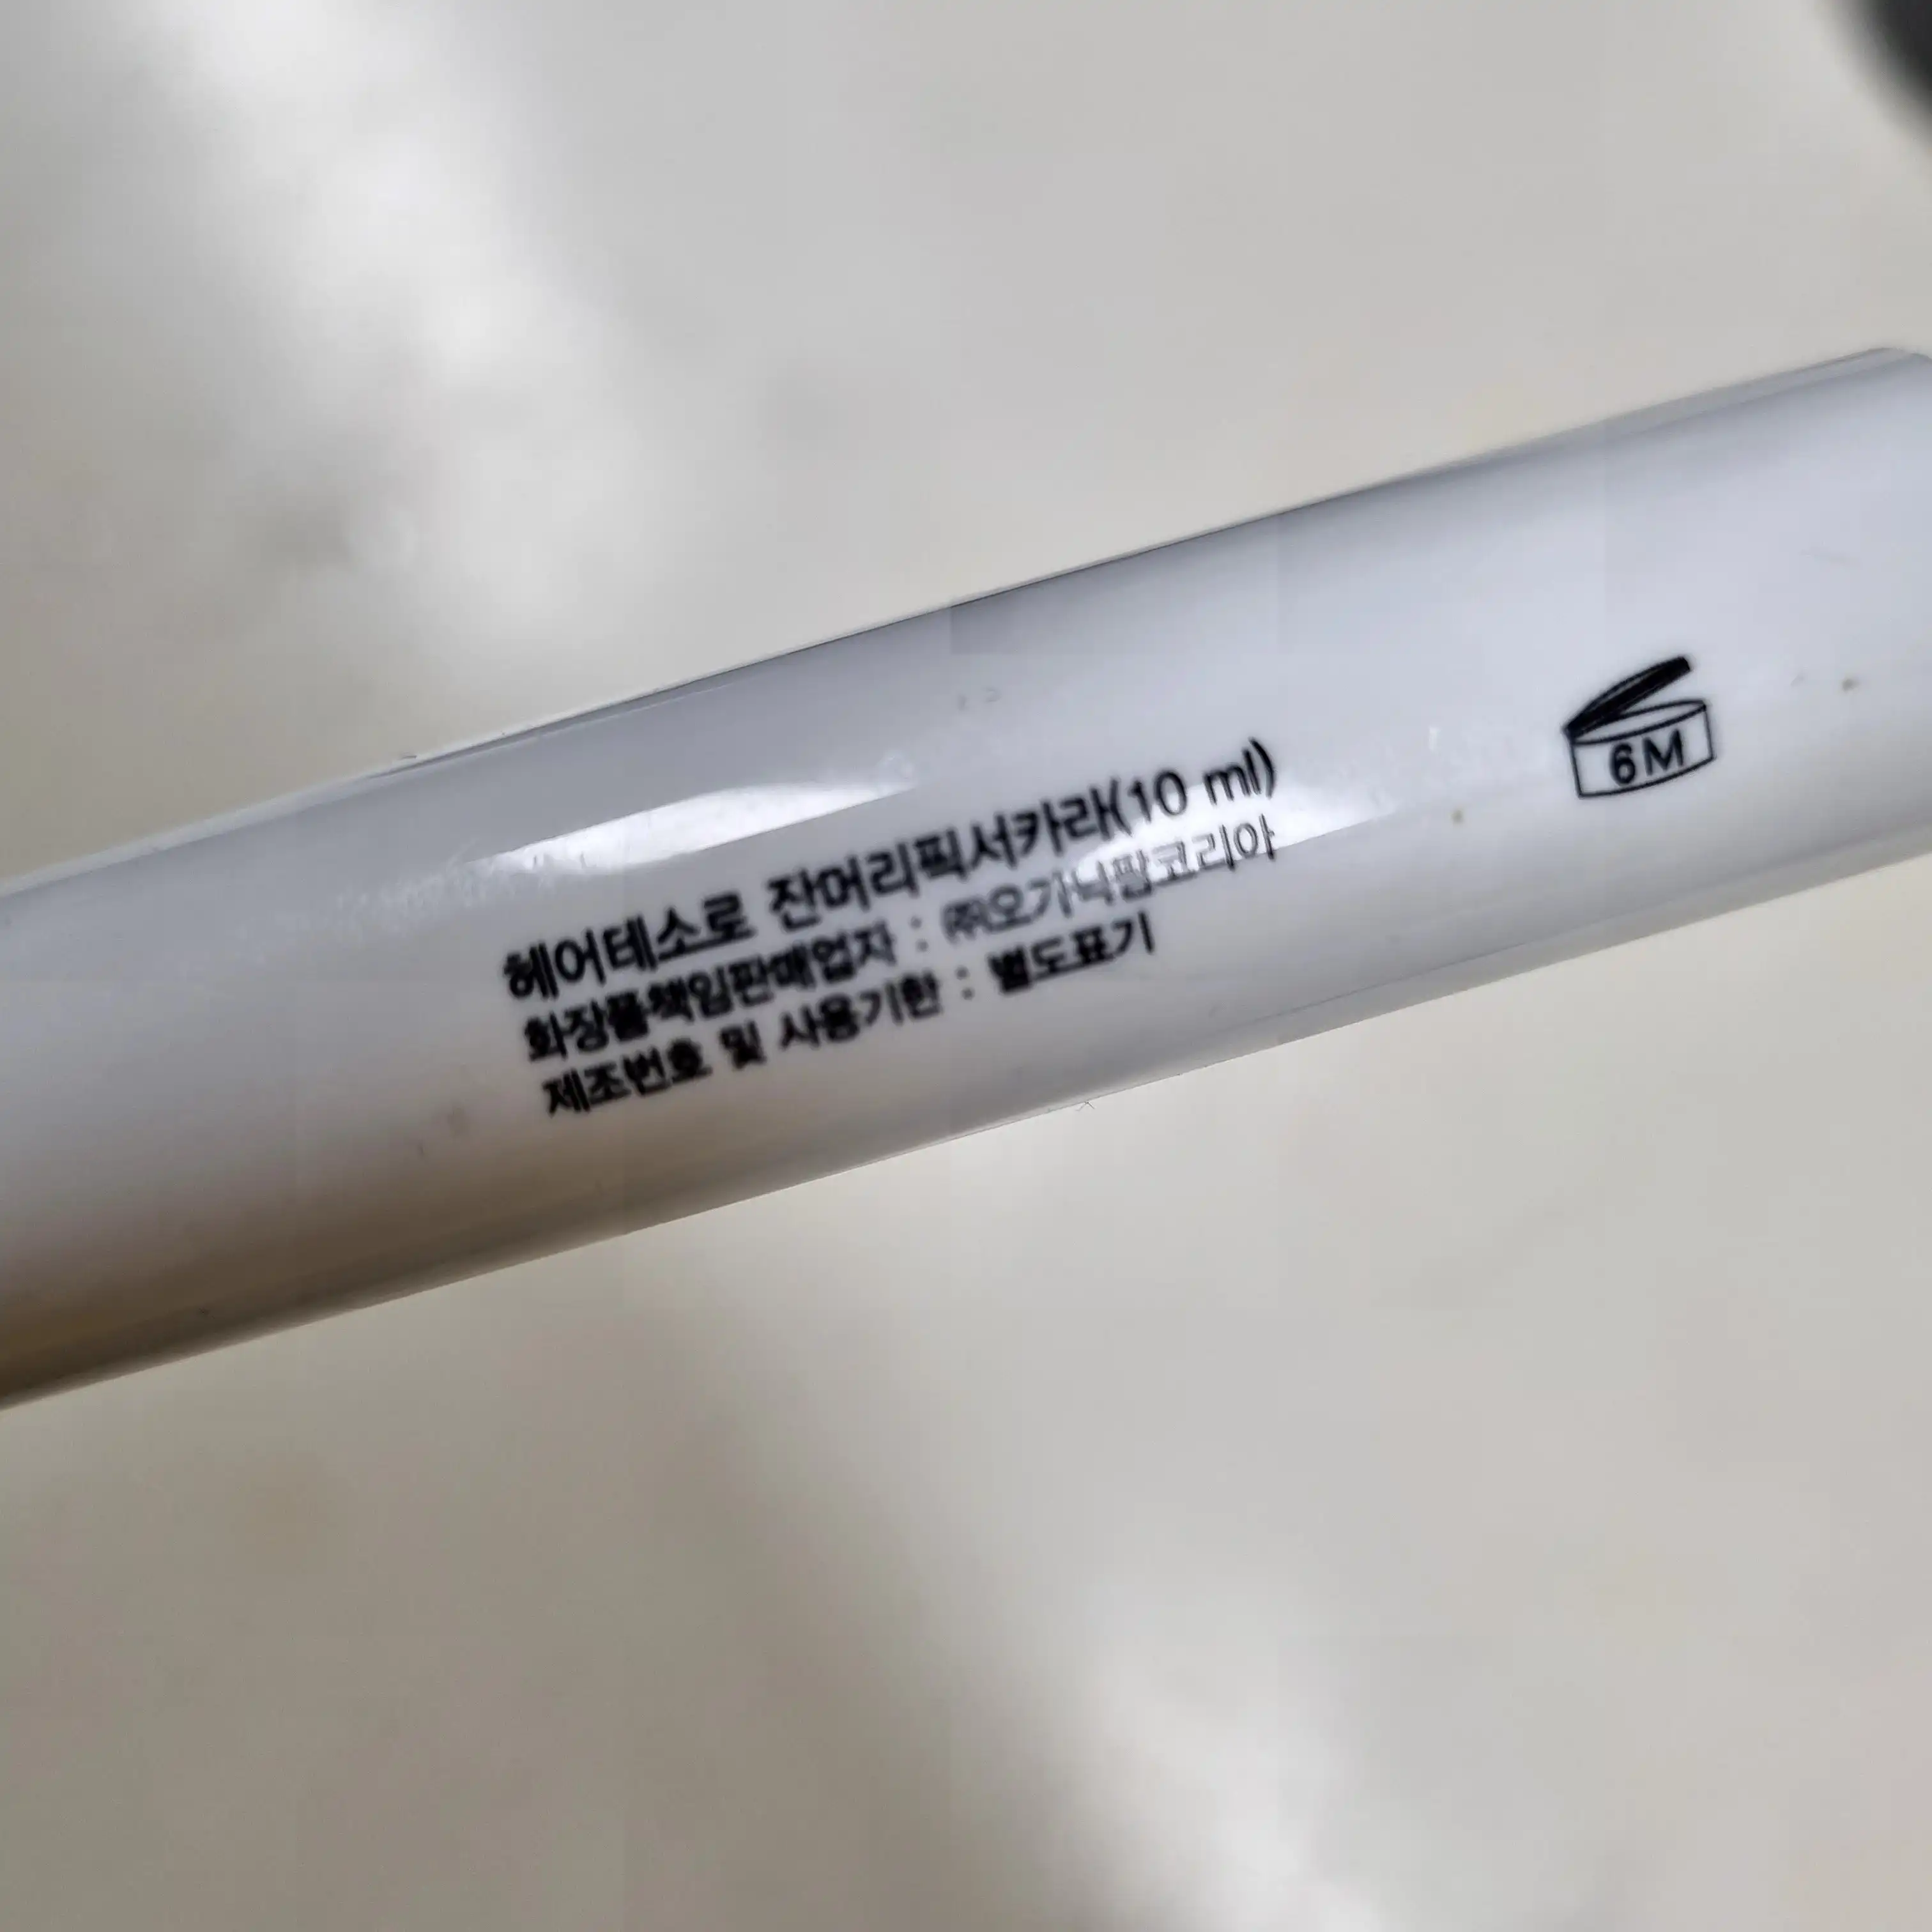 헤어테소로 잔머리픽서카라(10 ml)
화장품책임판매업자 : ㈜오가닉팜코리아
제조번호 및 사용기한 : 별도표기
6M